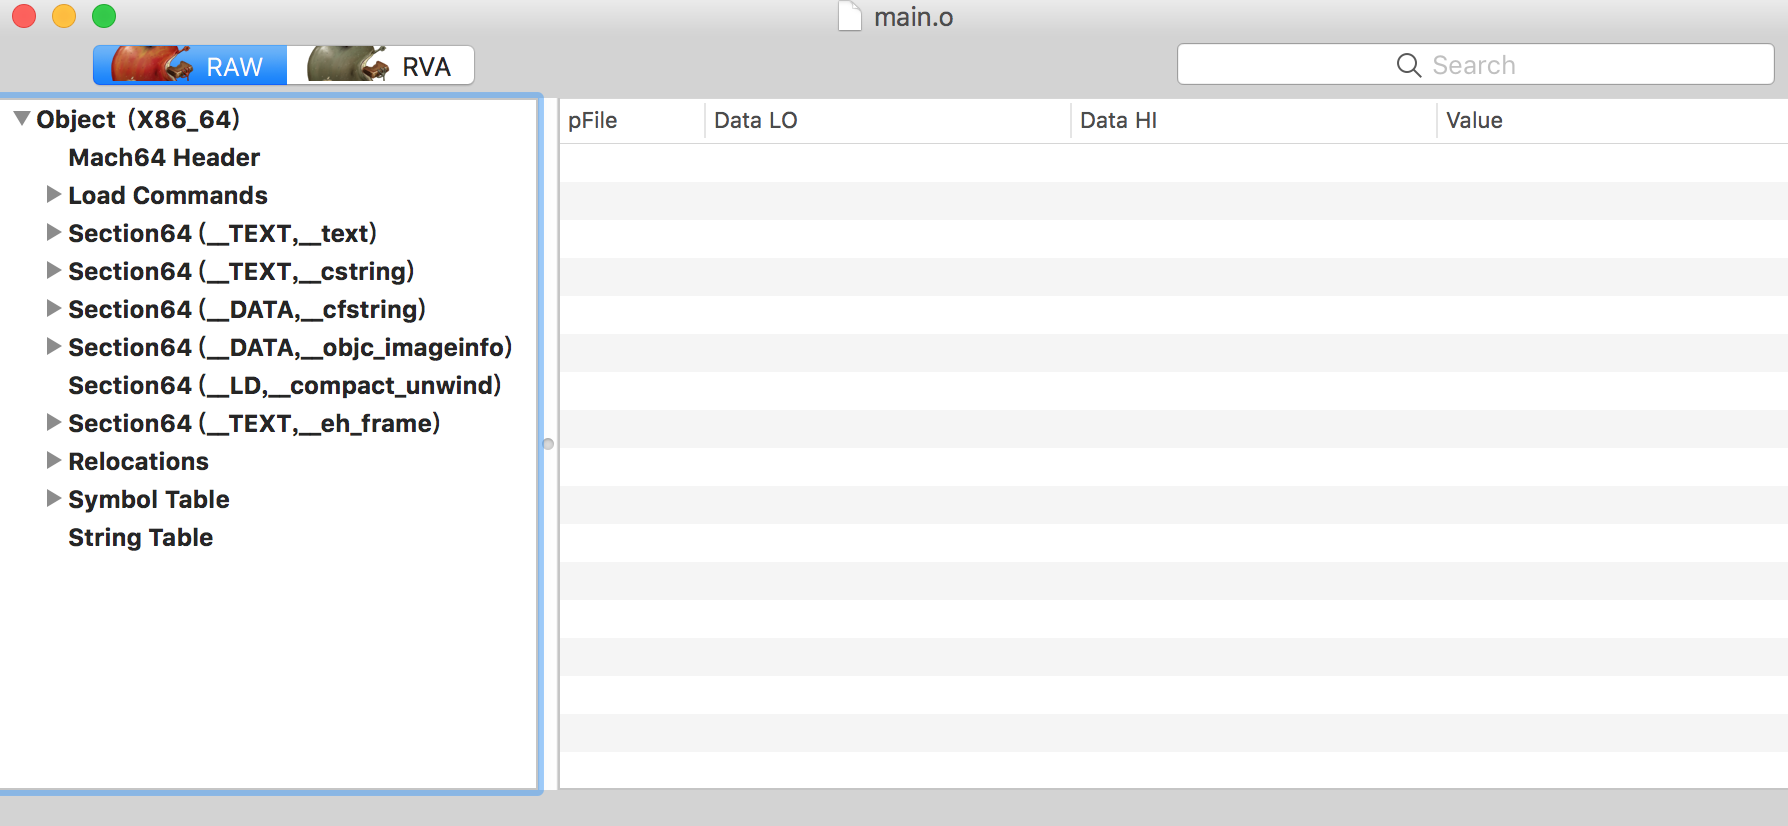 main.o
RAW RVA Search
Object (X86_64)
Mach64 Header
Load Commands
Section64 (__TEXT,__text)
Section64 (__TEXT,__cstring)
Section64 (__DATA,__cfstring)
Section64 (__DATA,__objc_imageinfo)
Section64 (__LD,__compact_unwind)
Section64 (__TEXT,__eh_frame)
Relocations
Symbol Table
String Table
pFile Data LO Data HI Value